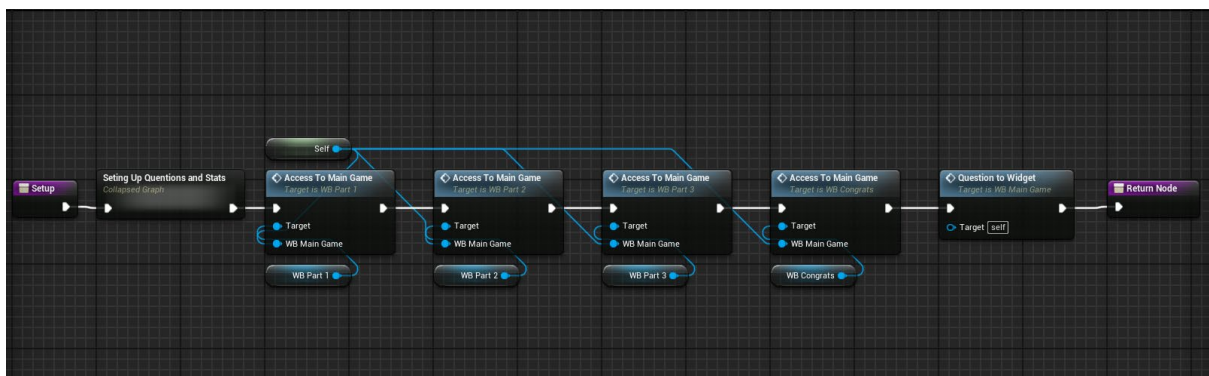 Self
Setup
Seting Up Quentions and Stats
Collapsed Graph
Access To Main Game
Target is WB Part 1
Target
WB Main Game
WB Part 1
Access To Main Game
Target is WB Part 2
Target
WB Main Game
WB Part 2
Access To Main Game
Target is WB Part 3
Target
WB Main Game
WB Part 3
Access To Main Game
Target is WB Congrats
Target
WB Main Game
WB Congrats
Question to Widget
Target is WB Main Game
Target self
Return Node